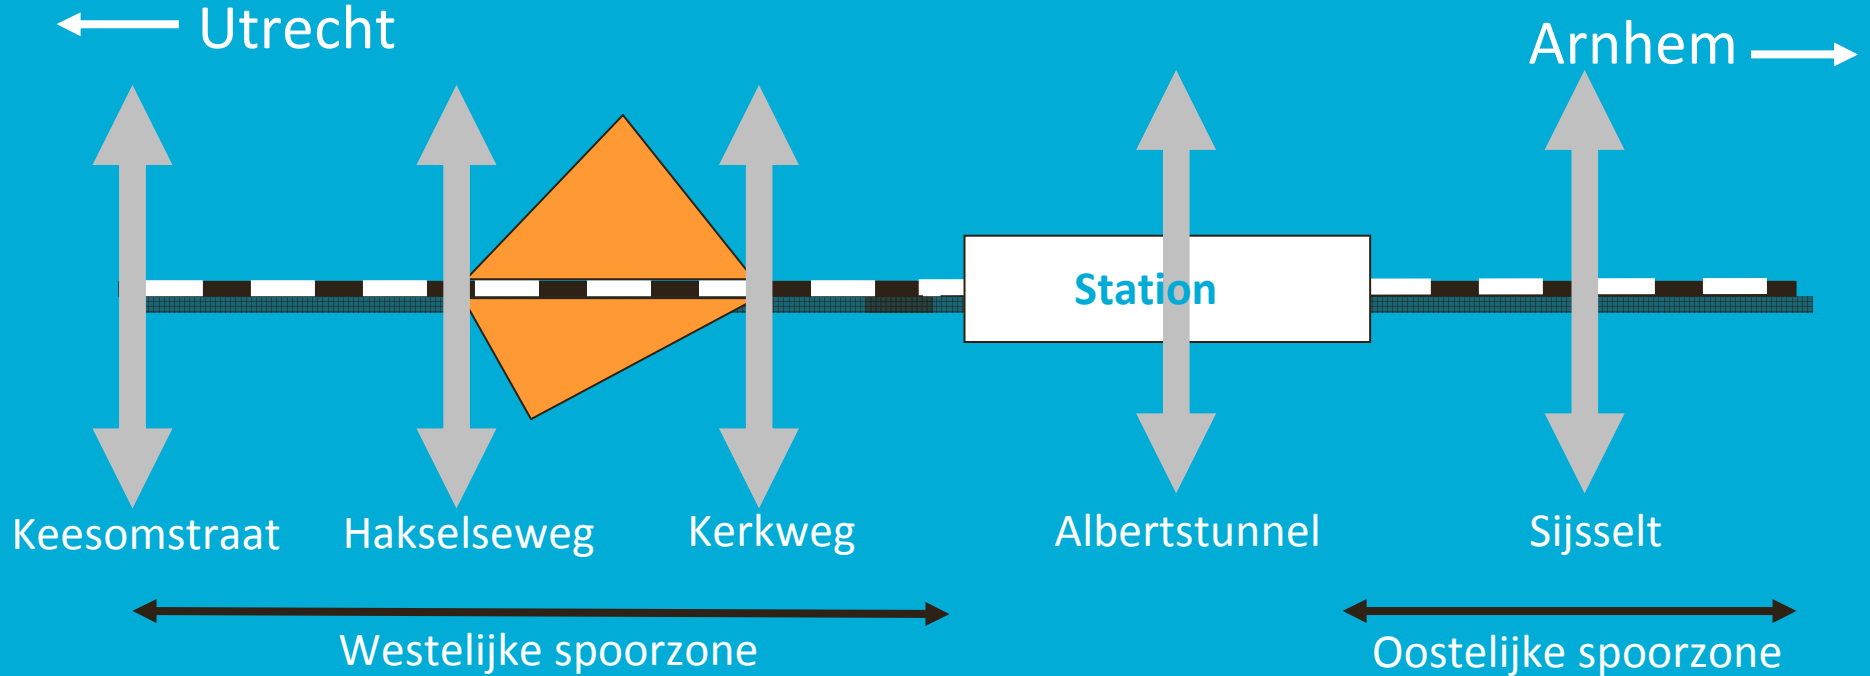 Utrecht
Arnhem
Station
Keesomstraat
Hakselseweg
Kerkweg
Albertstunnel
Sijsselt
Westelijke spoorzone
Oostelijke spoorzone